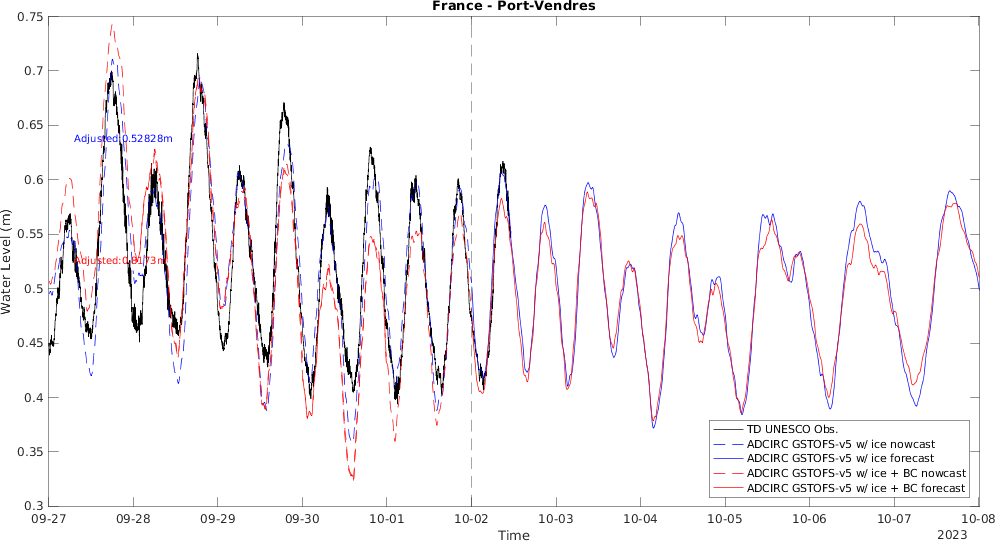 France - Port-Vendres
0.75
0.7
0.65
0.6
0.55
0.5
0.45
0.4
0.35
0.3
Water Level (m)
Adjusted:0.52828m
TD UNESCO Obs.
ADCIRC GSTOFS-v5 w/ ice nowcast
ADCIRC GSTOFS-v5 w/ ice forecast
ADCIRC GSTOFS-v5 w/ ice + BC nowcast
ADCIRC GSTOFS-v5 w/ ice + BC forecast
09-27 09-28 09-29 09-30 10-01 10-02 10-03 10-04 10-05 10-06 10-07 10-08
Time
2023